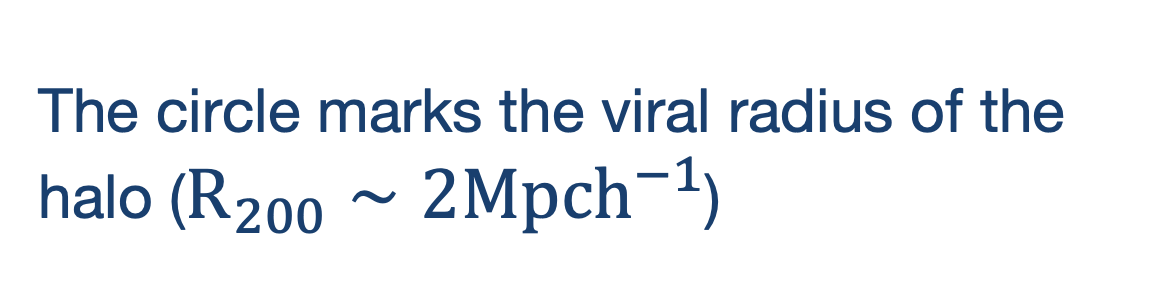 The circle marks the viral radius of the
halo (R₂₀₀ ~ 2Mpch⁻¹)